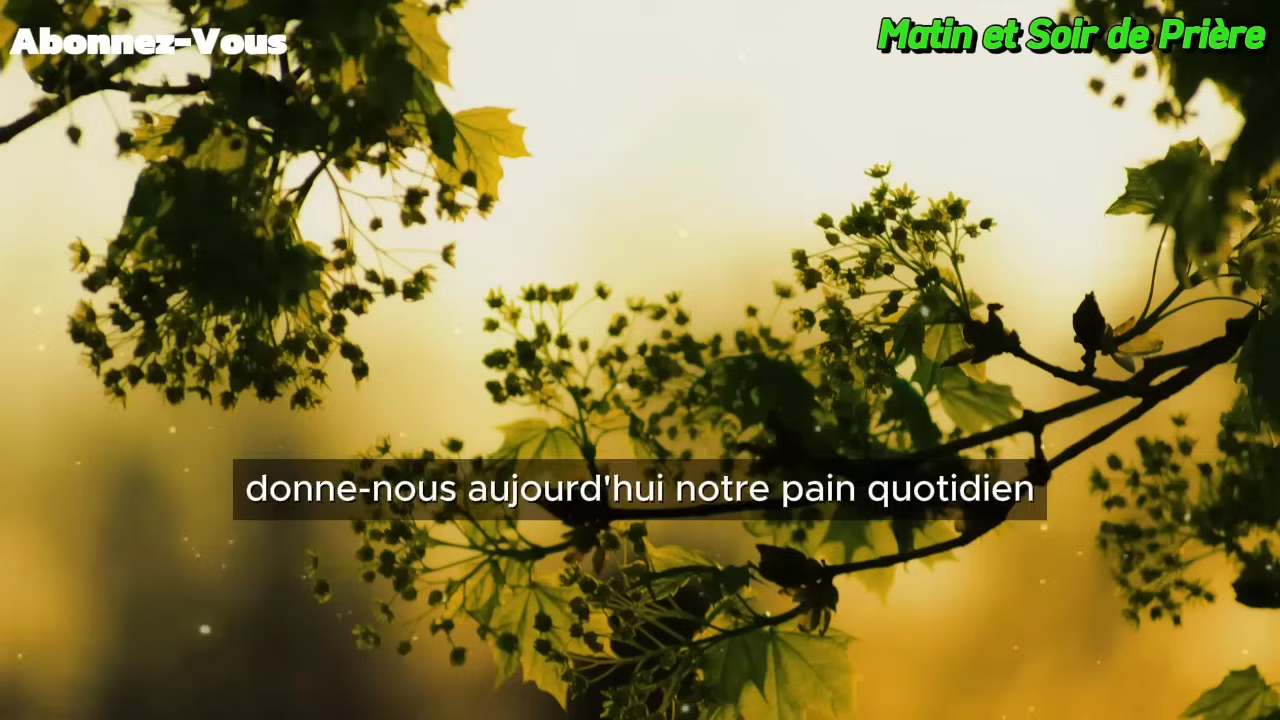 Abonnez-Vous
Matin et Soir de Prière
donne-nous aujourd'hui notre pain quotidien